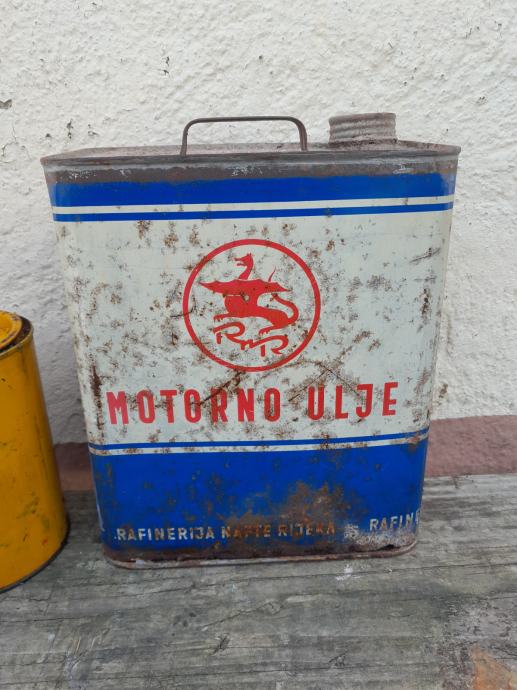 RNR
MOTORNO ULJE
RAFINERIJA NAFTE RIJEKA
RAFIN